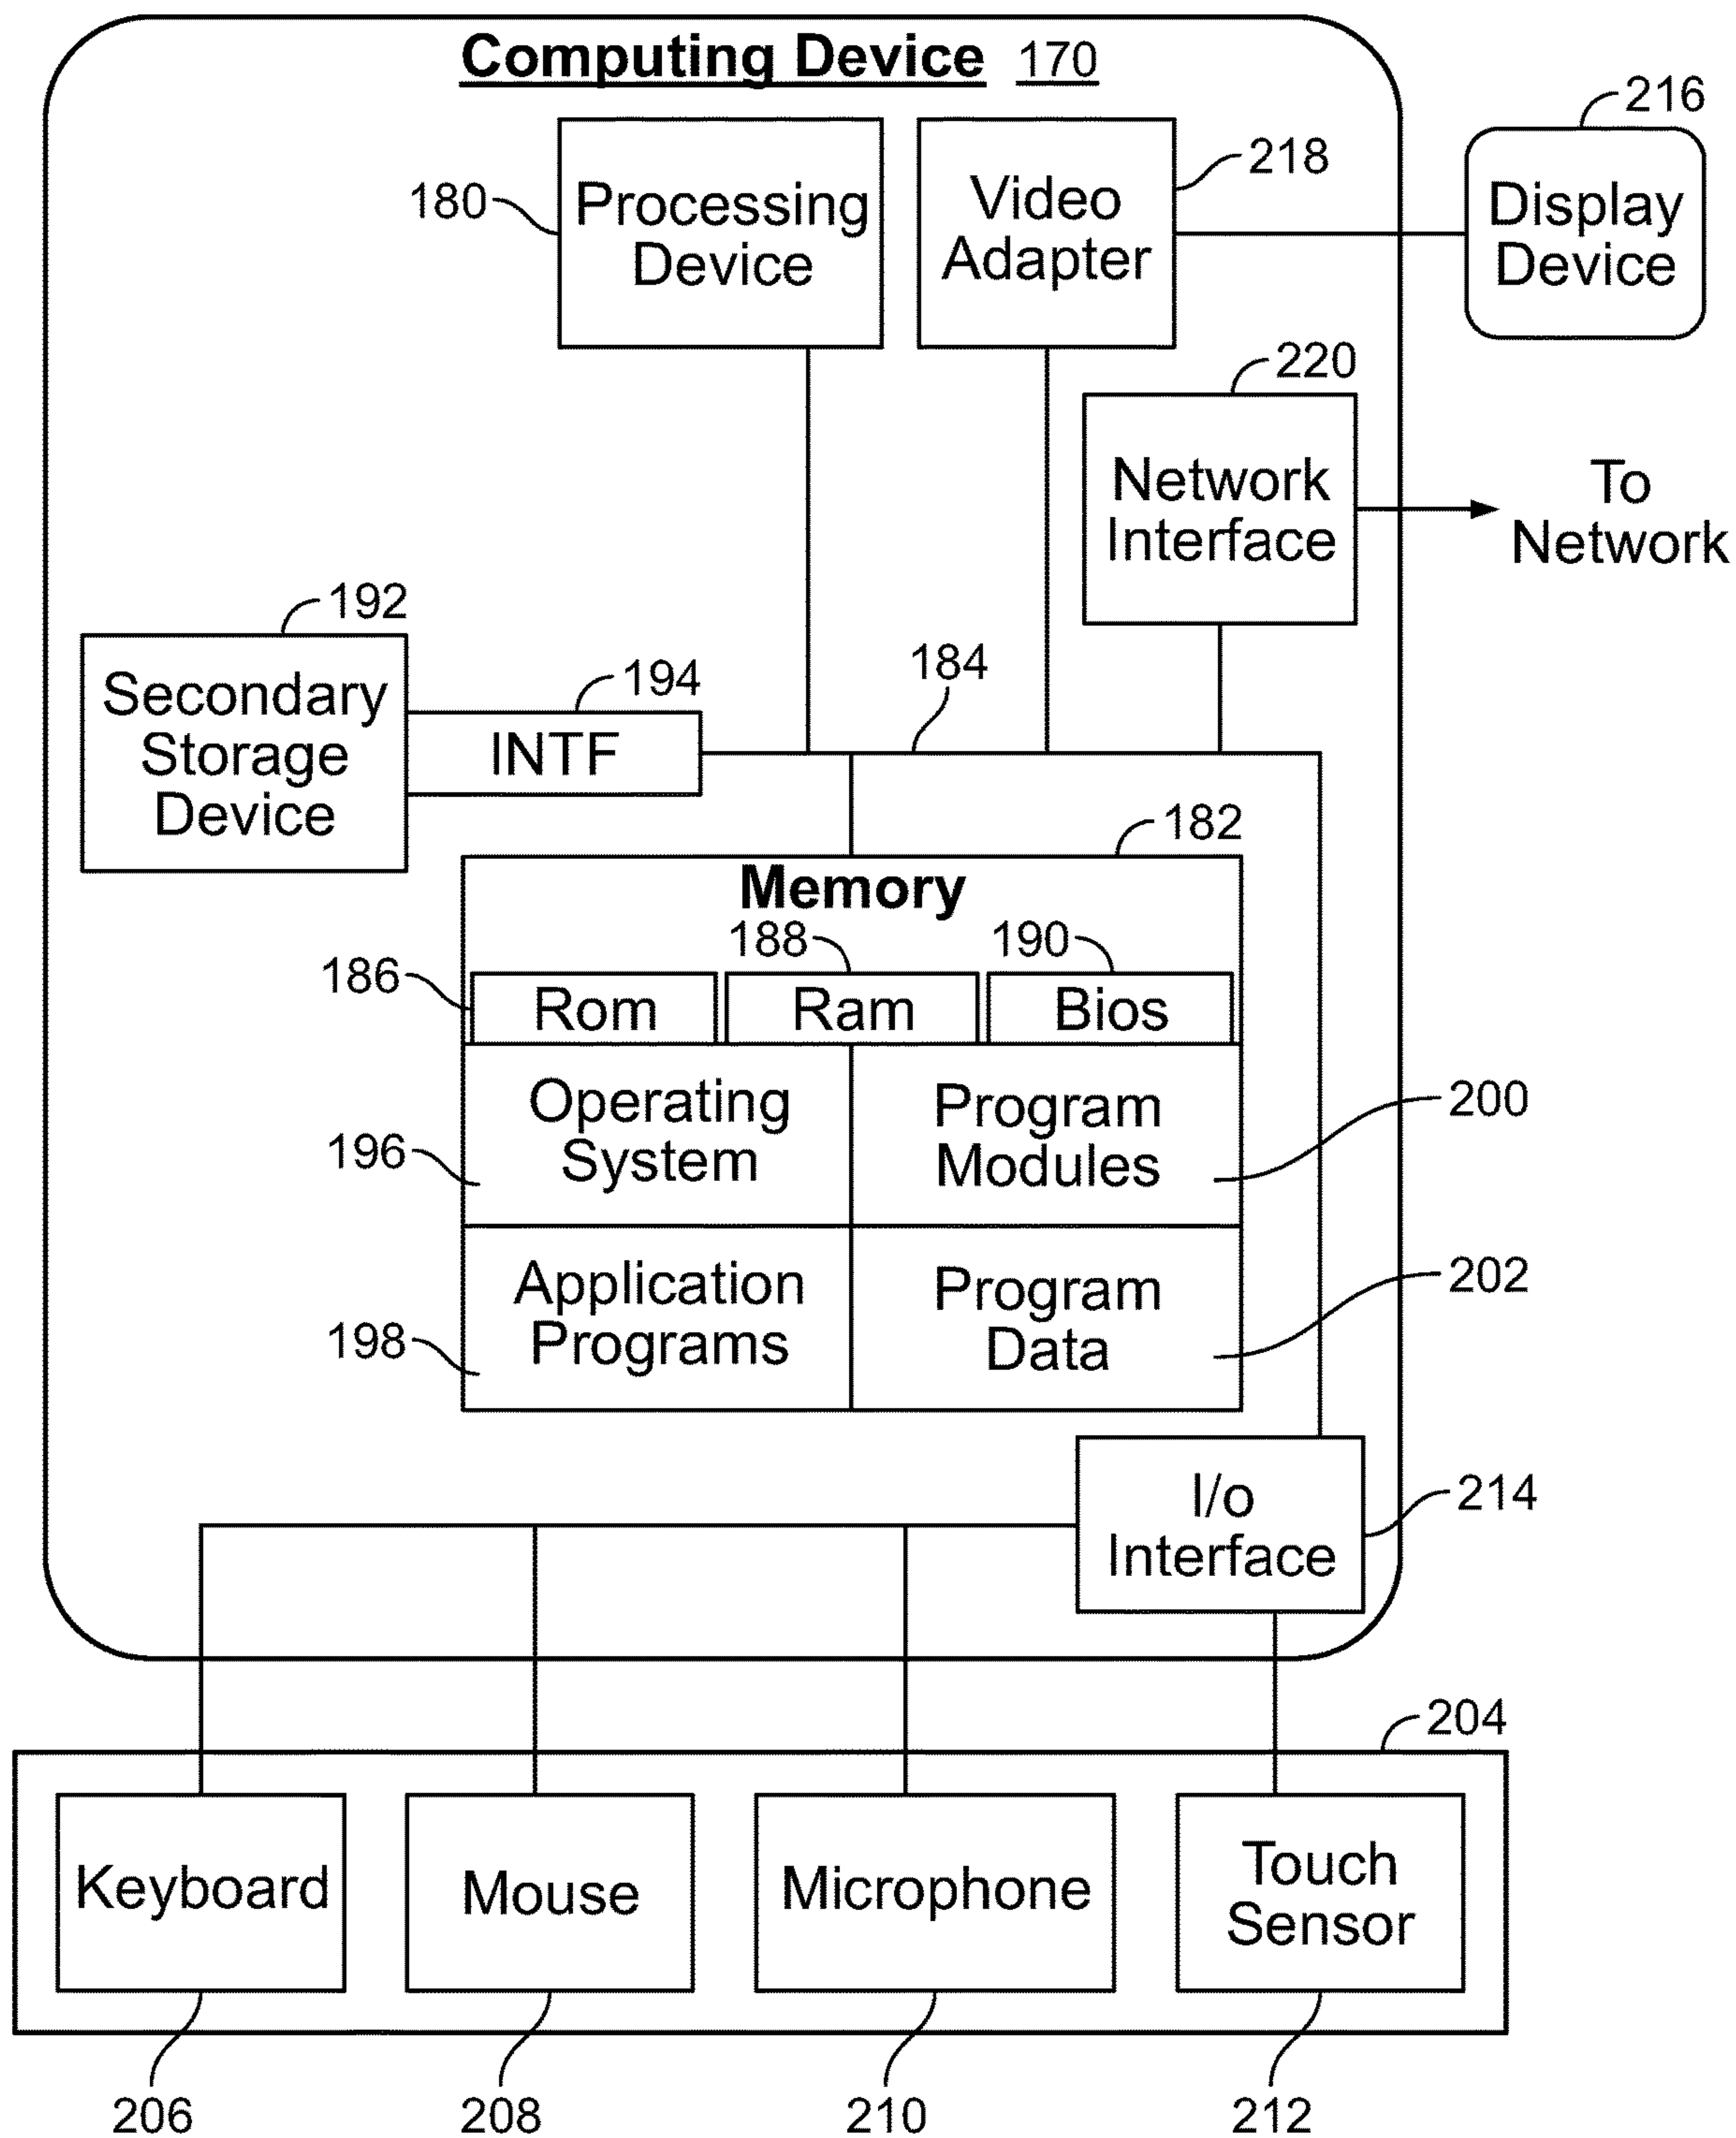 Computing Device 170
216
218
180
Processing
Device
Video
Adapter
Display
Device
220
Network
Interface
To
Network
192
Secondary
Storage
Device
194
INTF
184
182
Memory
188
190
186
Rom
Ram
Bios
Operating
System
196
Program
Modules
200
Application
Programs
198
Program
Data
202
I/o
Interface
214
204
Keyboard
Mouse
Microphone
Touch
Sensor
206
208
210
212